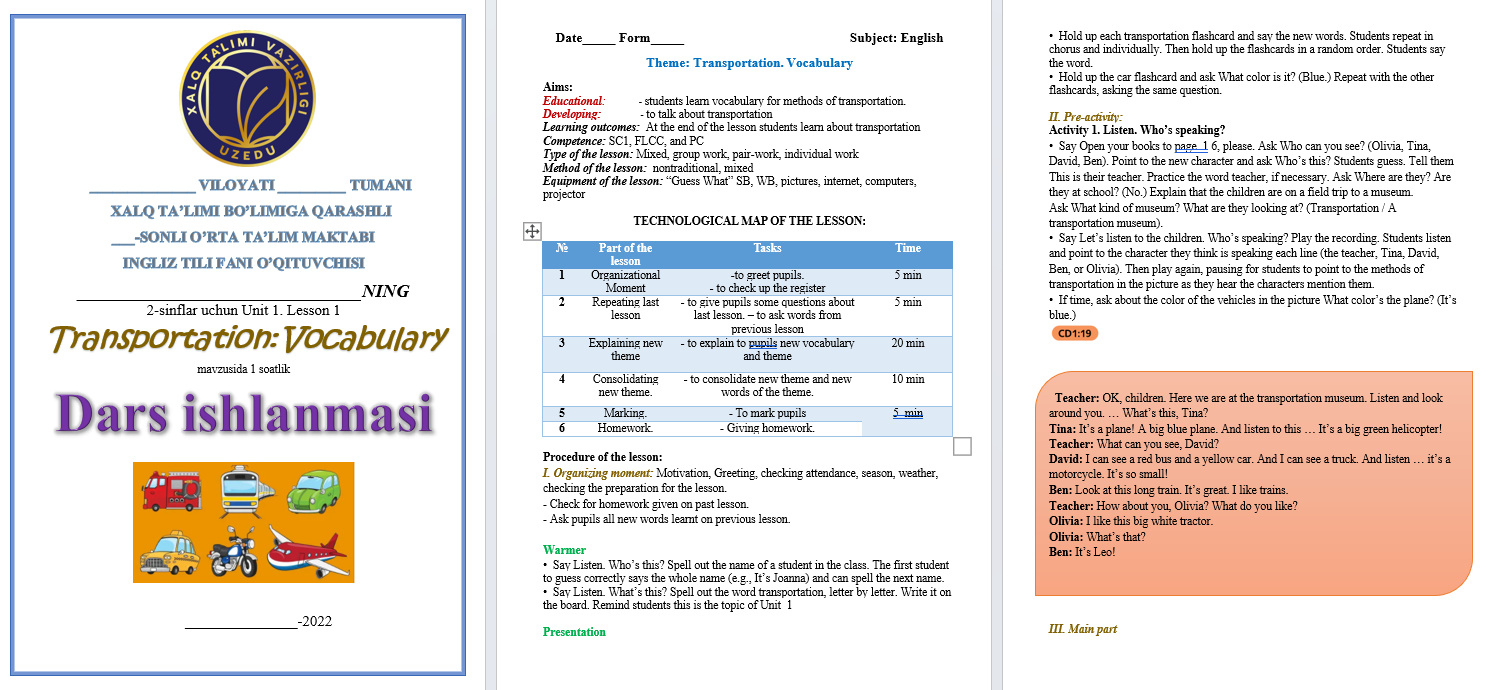 XALQ TA'LIMI VAZIRLIGI
UZEDU
______________ VILOYATI _________ TUMANI
XALQ TA’LIMI BO’LIMIGA QARASHLI
___-SONLI O’RTA TA’LIM MAKTABI
INGLIZ TILI FANI O’QITUVCHISI
______________________________NING
2-sinflar uchun Unit 1. Lesson 1
Transportation: Vocabulary
mavzusida 1 soatlik
Dars ishlanmasi
________________-2022
Date_____ Form_____ Subject: English
Theme: Transportation. Vocabulary
Aims:
Educational: - students learn vocabulary for methods of transportation.
Developing: - to talk about transportation
Learning outcomes: At the end of the lesson students learn about transportation
Competence: SC1, FLCC, and PC
Type of the lesson: Mixed, group work, pair-work, individual work
Method of the lesson: nontraditional, mixed
Equipment of the lesson: “Guess What” SB, WB, pictures, internet, computers,
projector
TECHNOLOGICAL MAP OF THE LESSON:
№ Part of the lesson Tasks Time
1 Organizational Moment -to greet pupils. - to check up the register 5 min
2 Repeating last lesson - to give pupils some questions about last lesson. – to ask words from previous lesson 5 min
3 Explaining new theme - to explain to pupils new vocabulary and theme 20 min
4 Consolidating new theme. - to consolidate new theme and new words of the theme. 10 min
5 Marking. - To mark pupils 5 min
6 Homework. - Giving homework.
Procedure of the lesson:
I. Organizing moment: Motivation, Greeting, checking attendance, season, weather,
checking the preparation for the lesson.
- Check for homework given on past lesson.
- Ask pupils all new words learnt on previous lesson.
Warmer
• Say Listen. Who’s this? Spell out the name of a student in the class. The first student
to guess correctly says the whole name (e.g., It’s Joanna) and can spell the next name.
• Say Listen. What’s this? Spell out the word transportation, letter by letter. Write it on
the board. Remind students this is the topic of Unit 1
Presentation
• Hold up each transportation flashcard and say the new words. Students repeat in
chorus and individually. Then hold up the flashcards in a random order. Students say
the word.
• Hold up the car flashcard and ask What color is it? (Blue.) Repeat with the other
flashcards, asking the same question.
II. Pre-activity:
Activity 1. Listen. Who’s speaking?
• Say Open your books to page 1 6, please. Ask Who can you see? (Olivia, Tina,
David, Ben). Point to the new character and ask Who’s this? Students guess. Tell them
This is their teacher. Practice the word teacher, if necessary. Ask Where are they? Are
they at school? (No.) Explain that the children are on a field trip to a museum.
Ask What kind of museum? What are they looking at? (Transportation / A
transportation museum).
• Say Let’s listen to the children. Who’s speaking? Play the recording. Students listen
and point to the character they think is speaking each line (the teacher, Tina, David,
Ben, or Olivia). Then play again, pausing for students to point to the methods of
transportation in the picture as they hear the characters mention them.
• If time, ask about the color of the vehicles in the picture What color’s the plane? (It’s
blue.)
CD1:19
Teacher: OK, children. Here we are at the transportation museum. Listen and look
around you. … What’s this, Tina?
Tina: It’s a plane! A big blue plane. And listen to this … It’s a big green helicopter!
Teacher: What can you see, David?
David: I can see a red bus and a yellow car. And I can see a truck. And listen … it’s a
motorcycle. It’s so small!
Ben: Look at this long train. It’s great. I like trains.
Teacher: How about you, Olivia? What do you like?
Olivia: I like this big white tractor.
Olivia: What’s that?
Ben: It’s Leo!
III. Main part